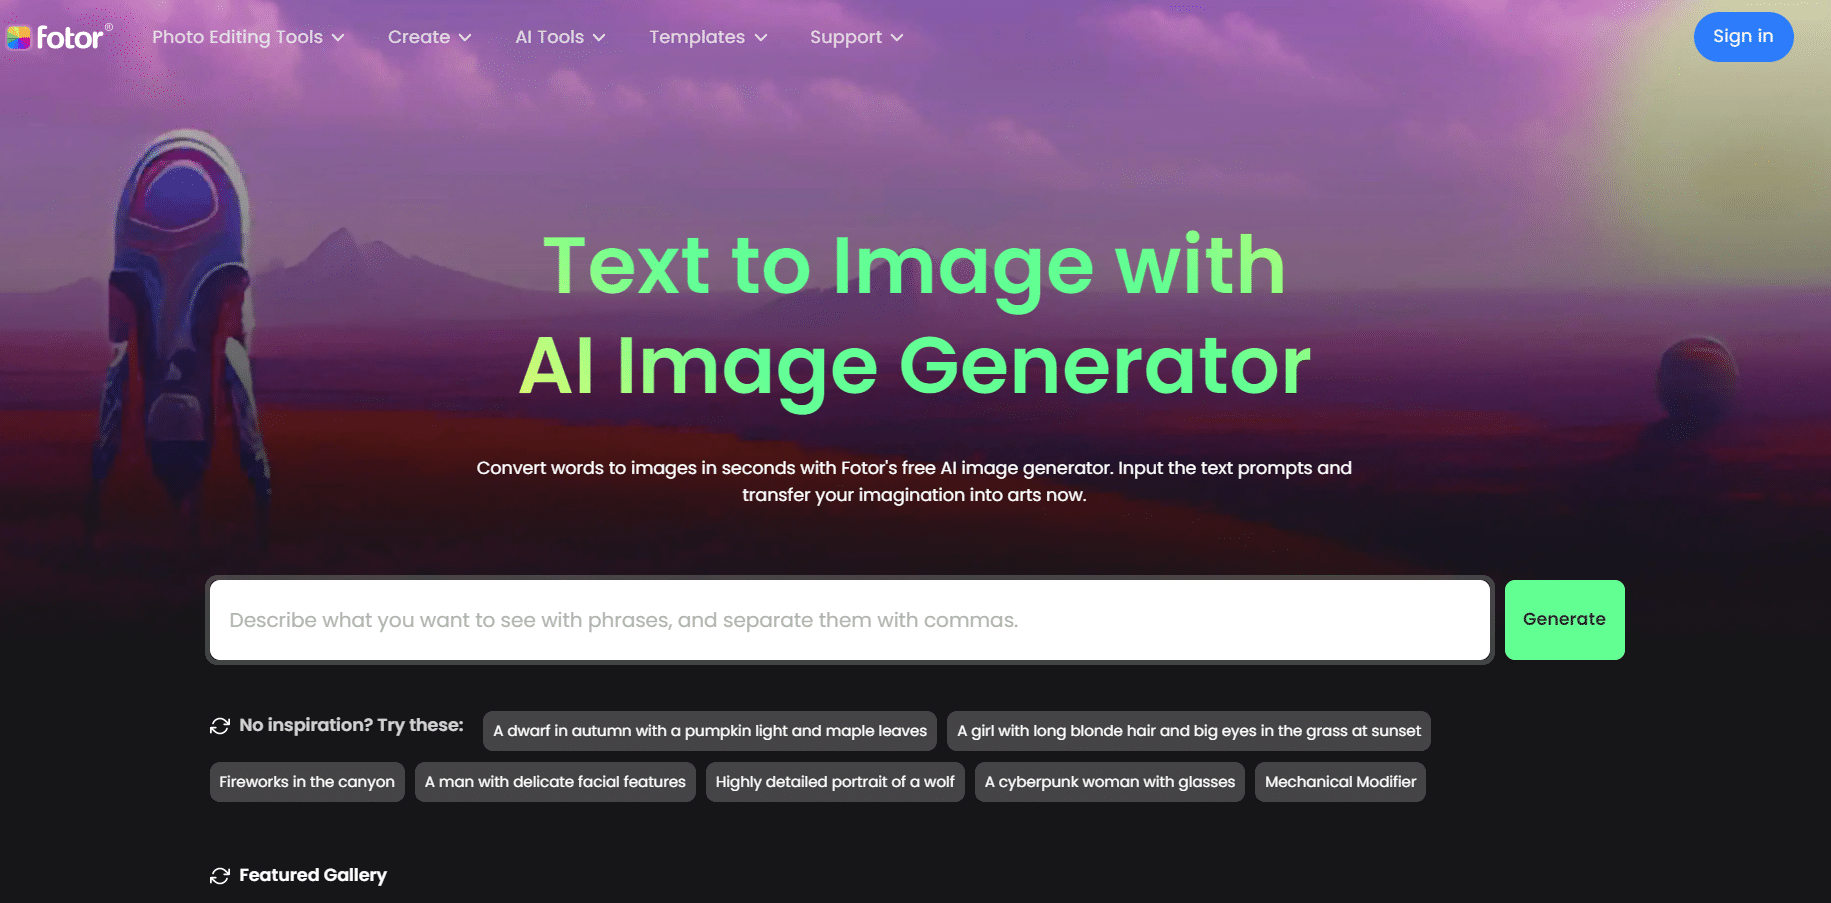 fotor®
Photo Editing Tools
Create
AI Tools
Templates
Support
Sign in
Text to Image with
AI Image Generator
Convert words to images in seconds with Fotor's free AI image generator. Input the text prompts and
transfer your imagination into arts now.
Describe what you want to see with phrases, and separate them with commas.
Generate
No inspiration? Try these:
A dwarf in autumn with a pumpkin light and maple leaves
A girl with long blonde hair and big eyes in the grass at sunset
Fireworks in the canyon
A man with delicate facial features
Highly detailed portrait of a wolf
A cyberpunk woman with glasses
Mechanical Modifier
Featured Gallery